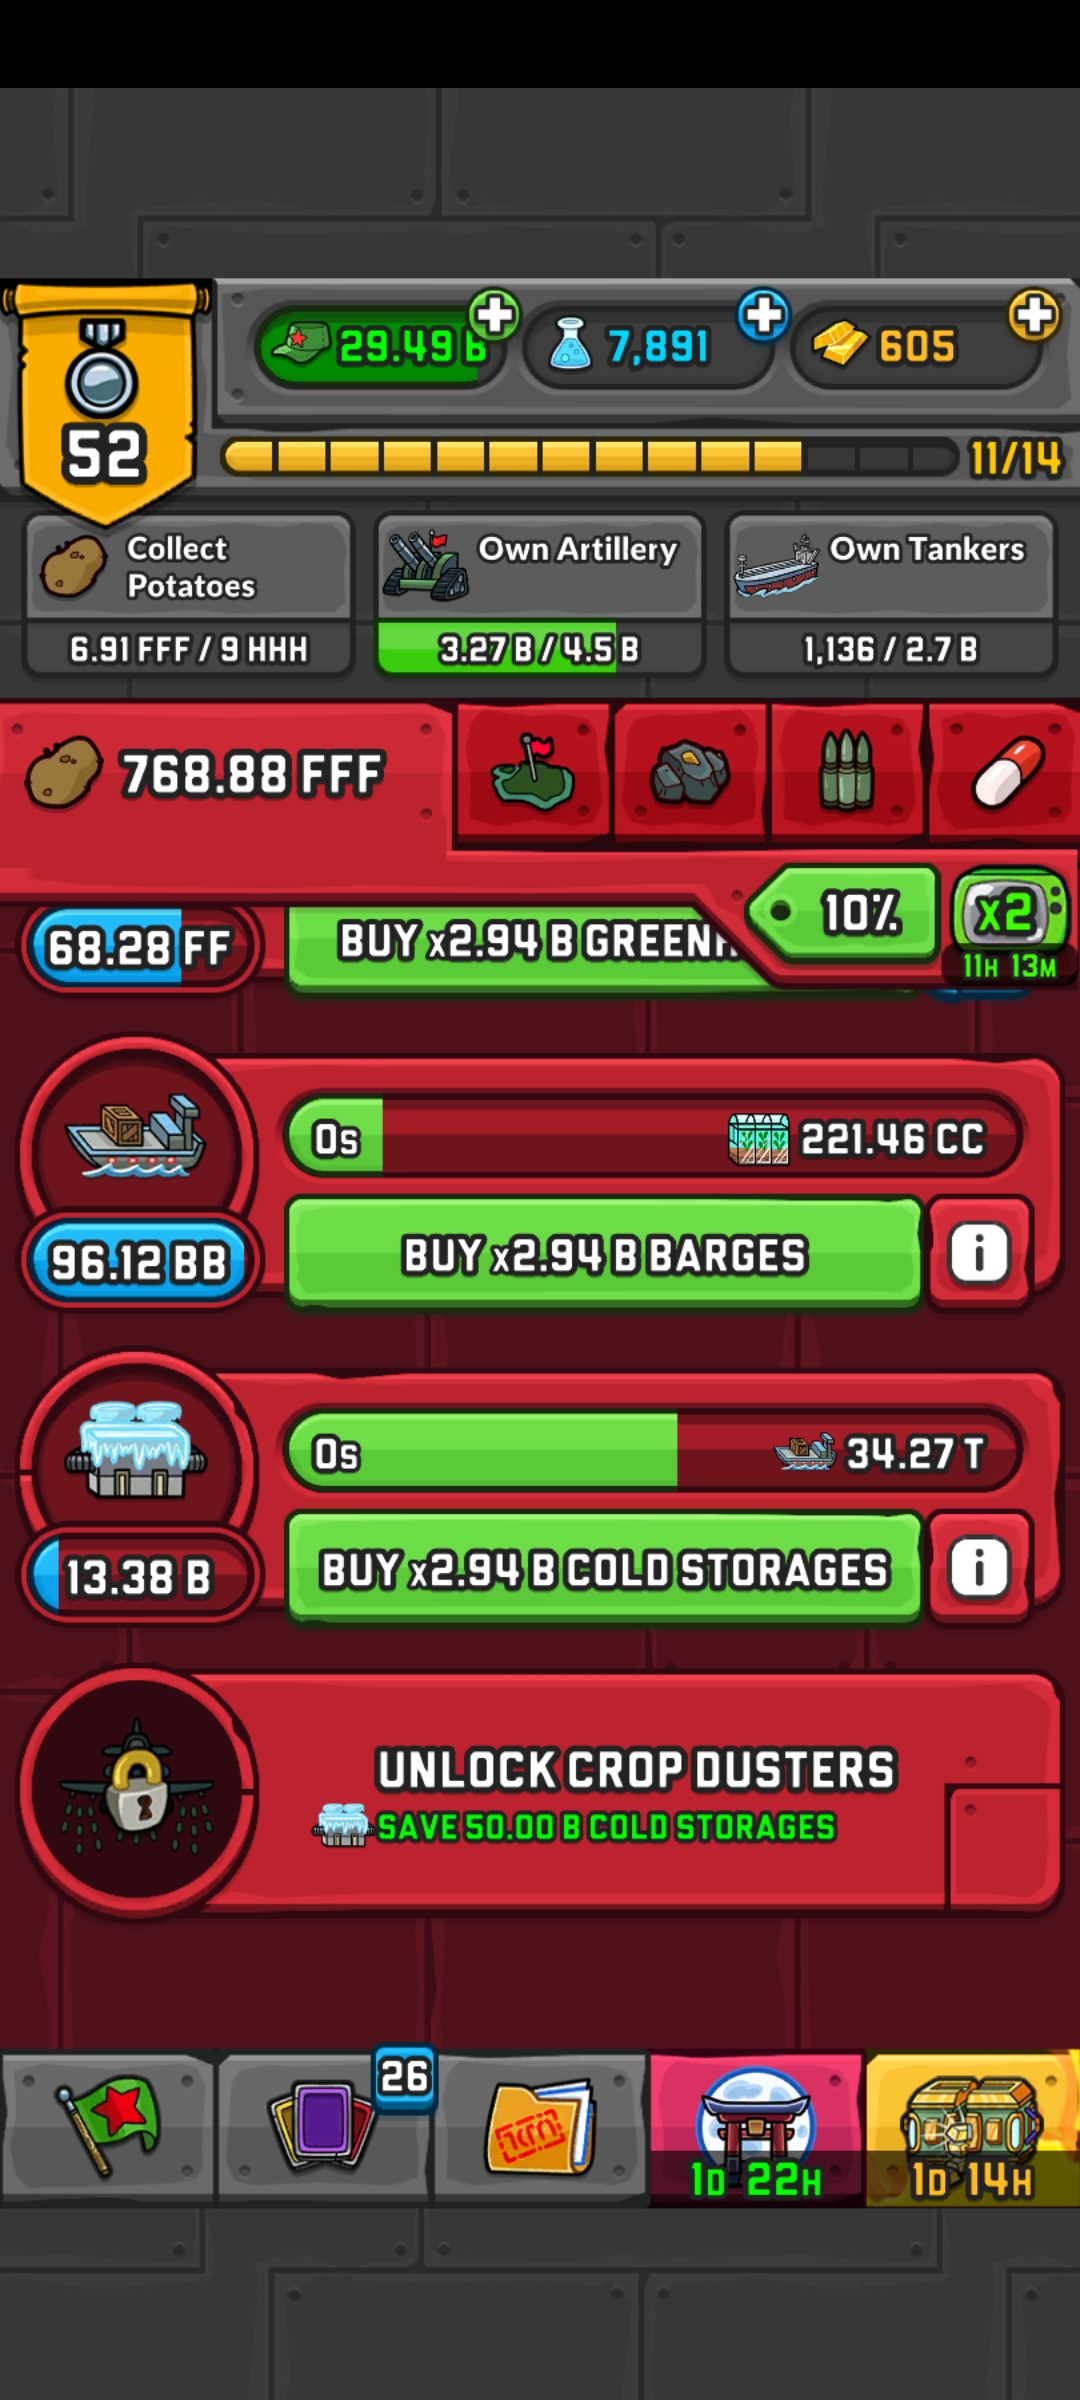 29.49 B
7,891
605
52
11/14
Collect
Potatoes
6.91 FFF / 9 HHH
Own Artillery
3.27 B / 4.5 B
Own Tankers
1,136 / 2.7 B
768.88 FFF
10%
x2
11H 13M
68.28 FF
BUY x2.94 B
0s
221.46 CC
96.12 BB
BUY x2.94 B BARGES
i
0s
34.27 T
13.38 B
BUY x2.94 B COLD STORAGES
i
UNLOCK CROP DUSTERS
SAVE 50.00 B COLD STORAGES
26
1D 22H
1D 14H